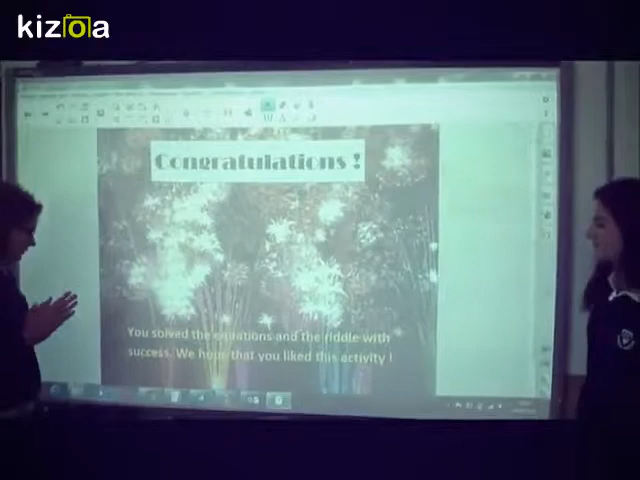 kizoa
Congratulations !
You solved the equations and the riddle with
success. We hope that you liked this activity !